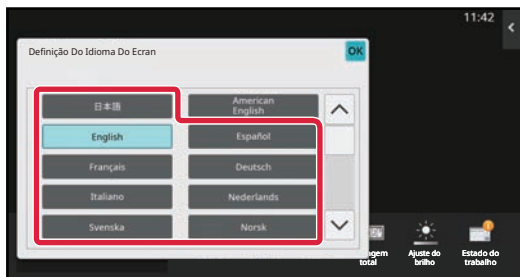 11:42
Definição Do Idioma Do Ecran
OK
日本語
American
English
English
Español
Français
Deutsch
Italiano
Nederlands
Svenska
Norsk
total
Ajuste do
brilho
Estado do
trabalho